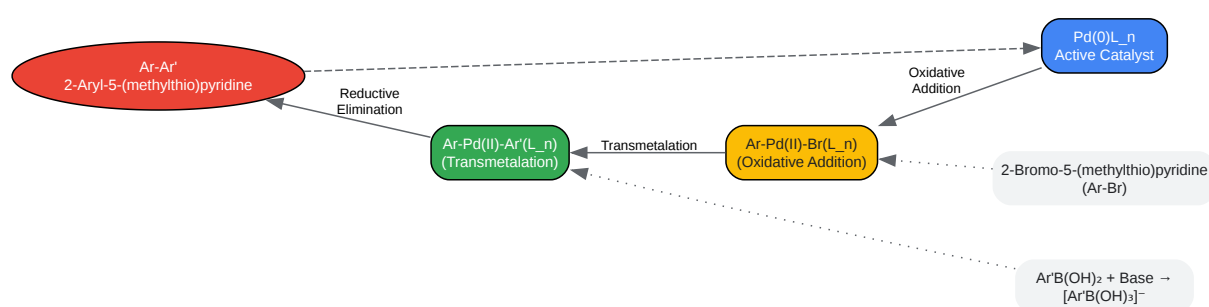 Pd(0)L_n
Active Catalyst
Ar-Ar'
2-Aryl-5-(methylthio)pyridine
Oxidative
Addition
Reductive
Elimination
Ar-Pd(II)-Ar'(L_n)
(Transmetalation)
Transmetalation
Ar-Pd(II)-Br(L_n)
(Oxidative Addition)
2-Bromo-5-(methylthio)pyridine
(Ar-Br)
Ar'B(OH)₂ + Base →
[Ar'B(OH)₃]⁻